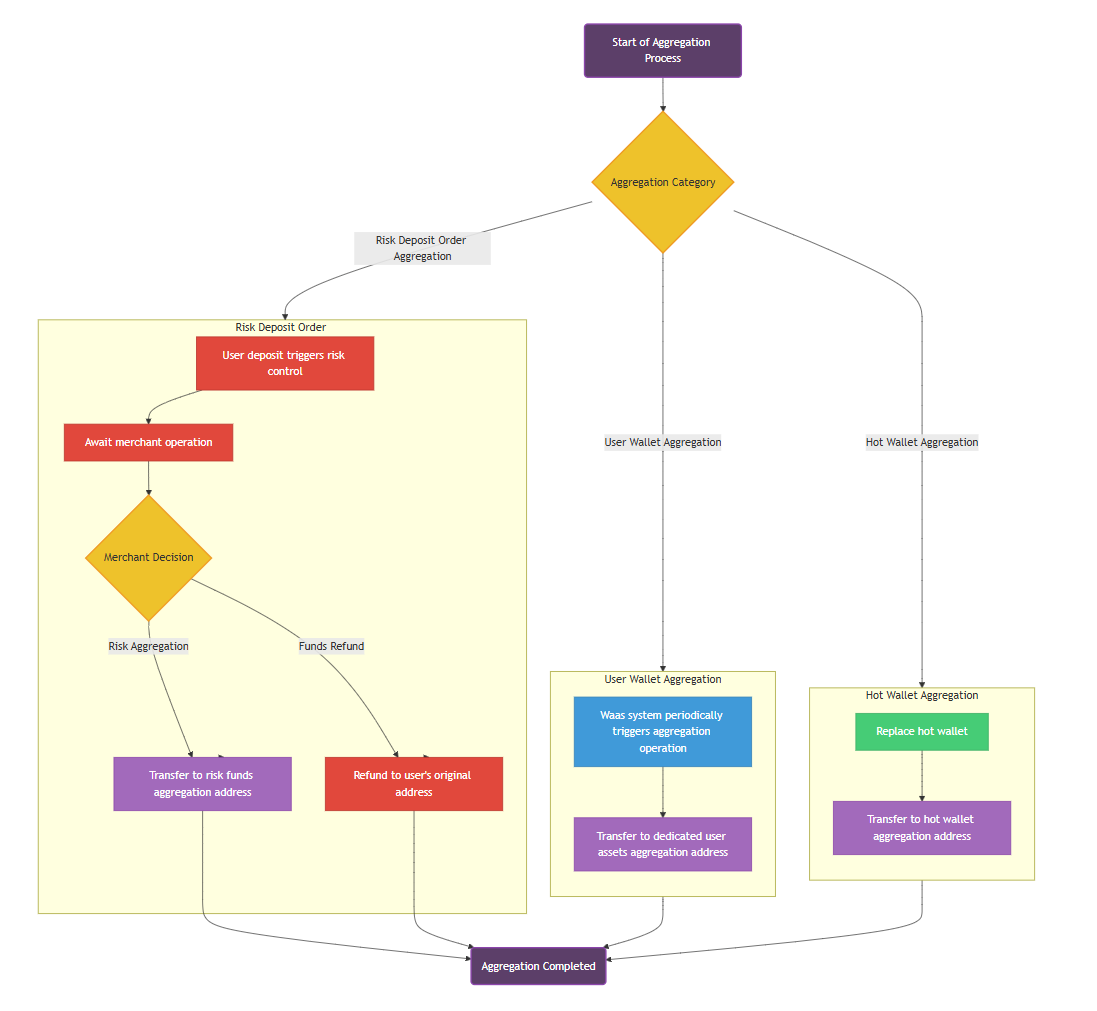 Start of Aggregation
Process
Aggregation Category
Risk Deposit Order
Aggregation
Risk Deposit Order
User deposit triggers risk
control
Await merchant operation
User Wallet Aggregation
Hot Wallet Aggregation
Merchant Decision
Risk Aggregation
Funds Refund
User Wallet Aggregation
Hot Wallet Aggregation
Waas system periodically
triggers aggregation
operation
Replace hot wallet
Transfer to risk funds
aggregation address
Refund to user's original
address
Transfer to dedicated user
assets aggregation address
Transfer to hot wallet
aggregation address
Aggregation Completed